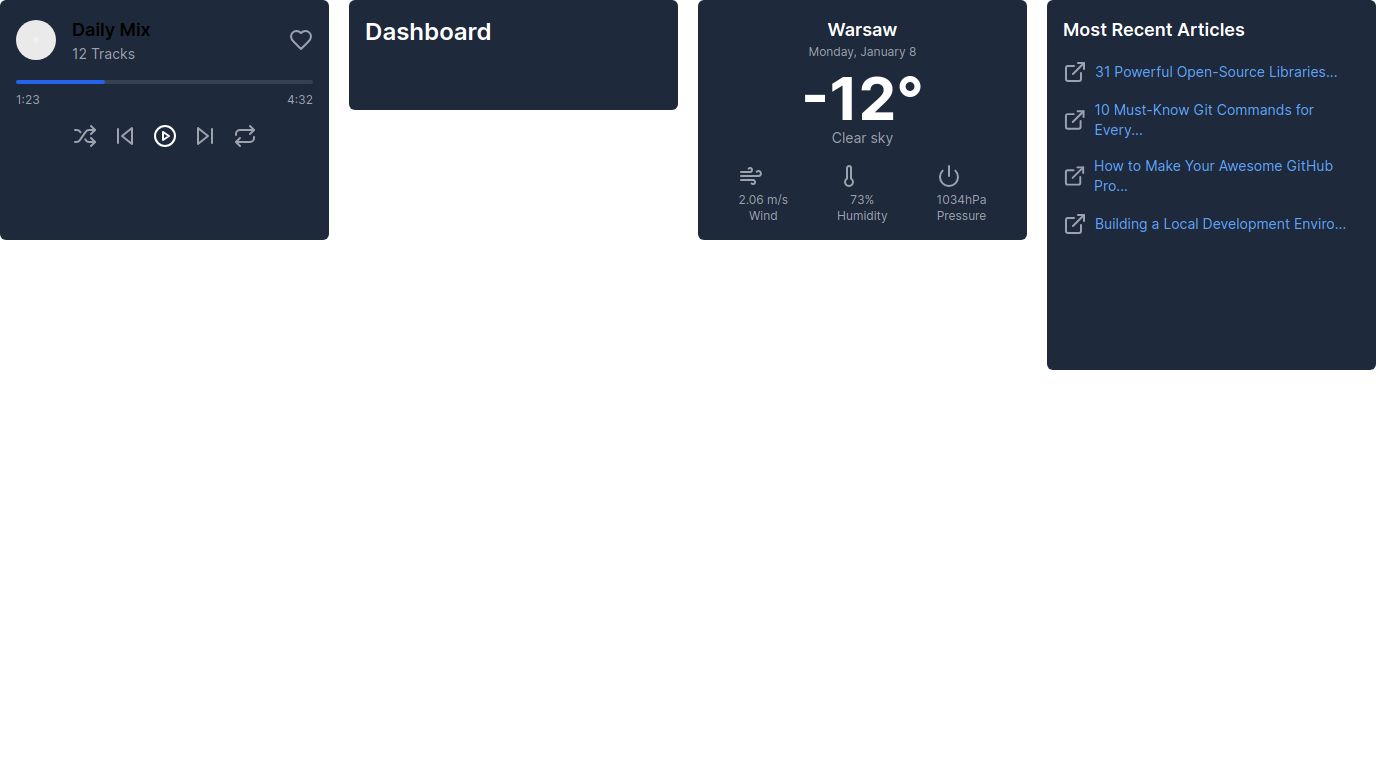 Daily Mix
12 Tracks
1:23
4:32
Dashboard
Warsaw
Monday, January 8
-12°
Clear sky
2.06 m/s
Wind
73%
Humidity
1034hPa
Pressure
Most Recent Articles
31 Powerful Open-Source Libraries...
10 Must-Know Git Commands for
Every...
How to Make Your Awesome GitHub
Pro...
Building a Local Development Enviro...